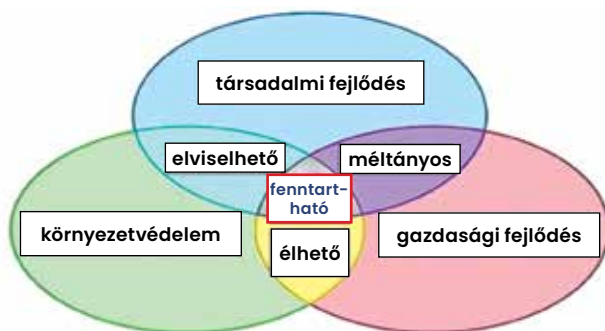 társadalmi fejlődés
elviselhető
méltányos
fenntart-
ható
környezetvédelem
gazdasági fejlődés
élhető